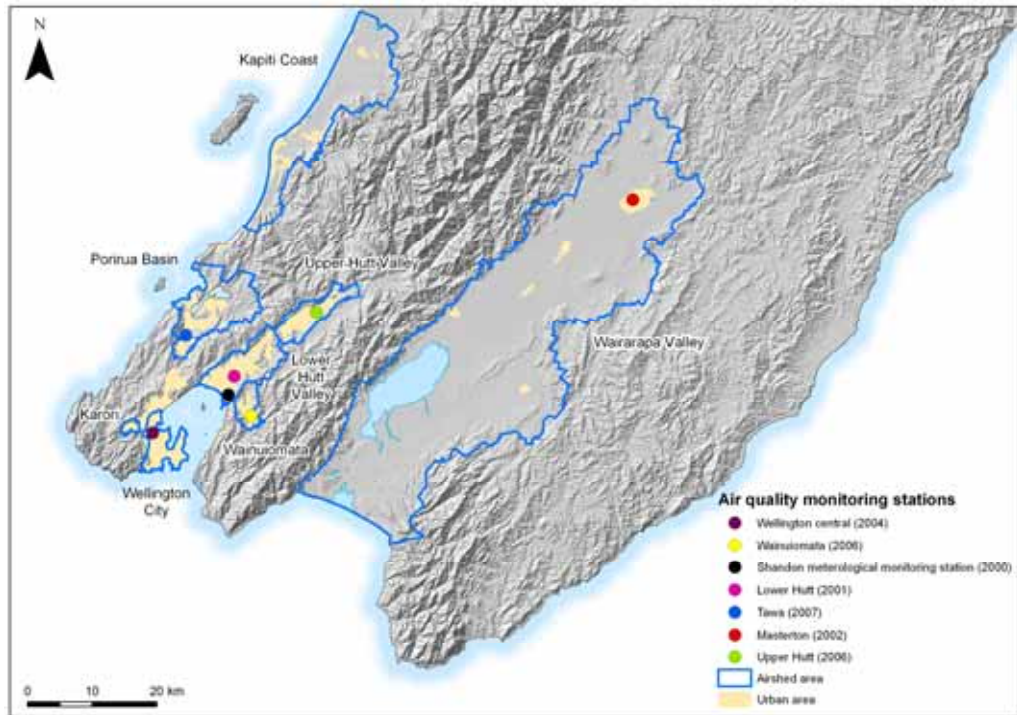 N
Kapiti Coast
Porirua Basin
Upper Hutt Valley
Wairarapa Valley
Lower
Hutt
Valley
Karori
Wainuiomata
Wellington
City
Air quality monitoring stations
Wellington central (2004)
Wainuiomata (2006)
Shandon meterological monitoring station (2000)
Lower Hutt (2001)
Tawa (2007)
Masterton (2002)
Upper Hutt (2006)
Airshed area
Urban area
0 10 20 km